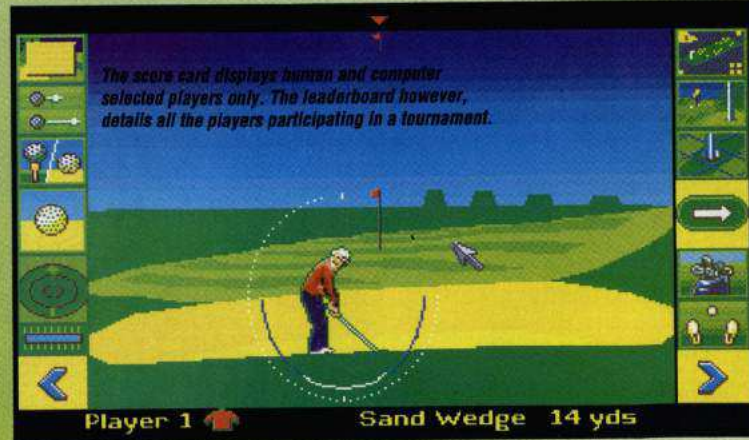 The score card displays human and computer
selected players only. The leaderboard however,
details all the players participating in a tournament.
Player 1 Sand Wedge 14 yds